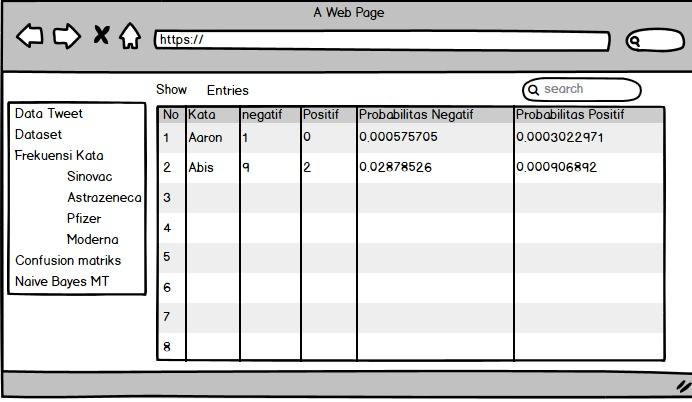 A Web Page
https://
Show Entries
search
Data Tweet
Dataset
Frekuensi Kata
Sinovac
Astrazeneca
Pfizer
Moderna
Confusion matriks
Naive Bayes MT
No Kata negatif Positif Probabilitas Negatif Probabilitas Positif
1 Aaron 1 0 0.000575705 0.0003022971
2 Abis 9 2 0.02878526 0.000906892
3
4
5
6
7
8